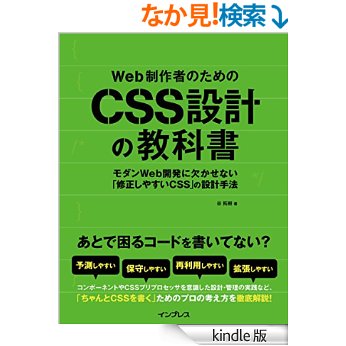 なか見!検索
Web制作者のための
CSS設計
の教科書
モダンWeb開発に欠かせない
「修正しやすいCSS」の設計手法
谷 拓樹 著
あとで困るコードを書いてない?
予測しやすい 保守しやすい 再利用しやすい 拡張しやすい
コンポーネントやCSSプリプロセッサを意識した設計・管理の実践など、
「ちゃんとCSSを書く」ためのプロの考え方を徹底解説!
インプレス
kindle 版